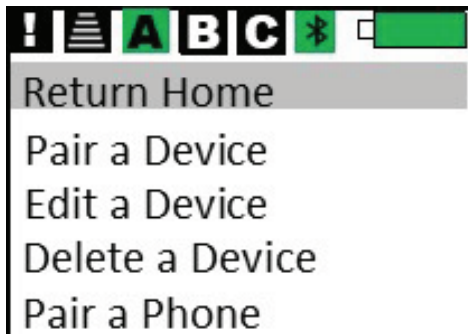 ! A B C
Return Home
Pair a Device
Edit a Device
Delete a Device
Pair a Phone